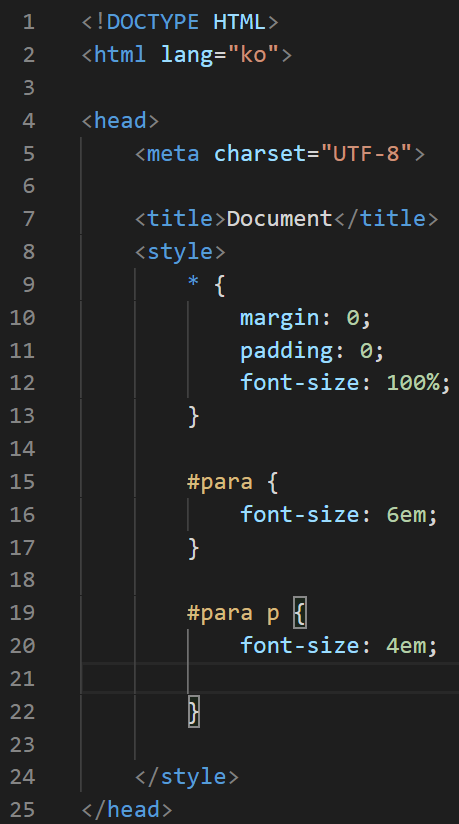 1 <!DOCTYPE HTML>
2 <html lang="ko">
3
4 <head>
5     <meta charset="UTF-8">
6
7     <title>Document</title>
8     <style>
9         * {
10             margin: 0;
11             padding: 0;
12             font-size: 100%;
13         }
14
15         #para {
16             font-size: 6em;
17         }
18
19         #para p {
20             font-size: 4em;
21
22         }
23
24     </style>
25 </head>